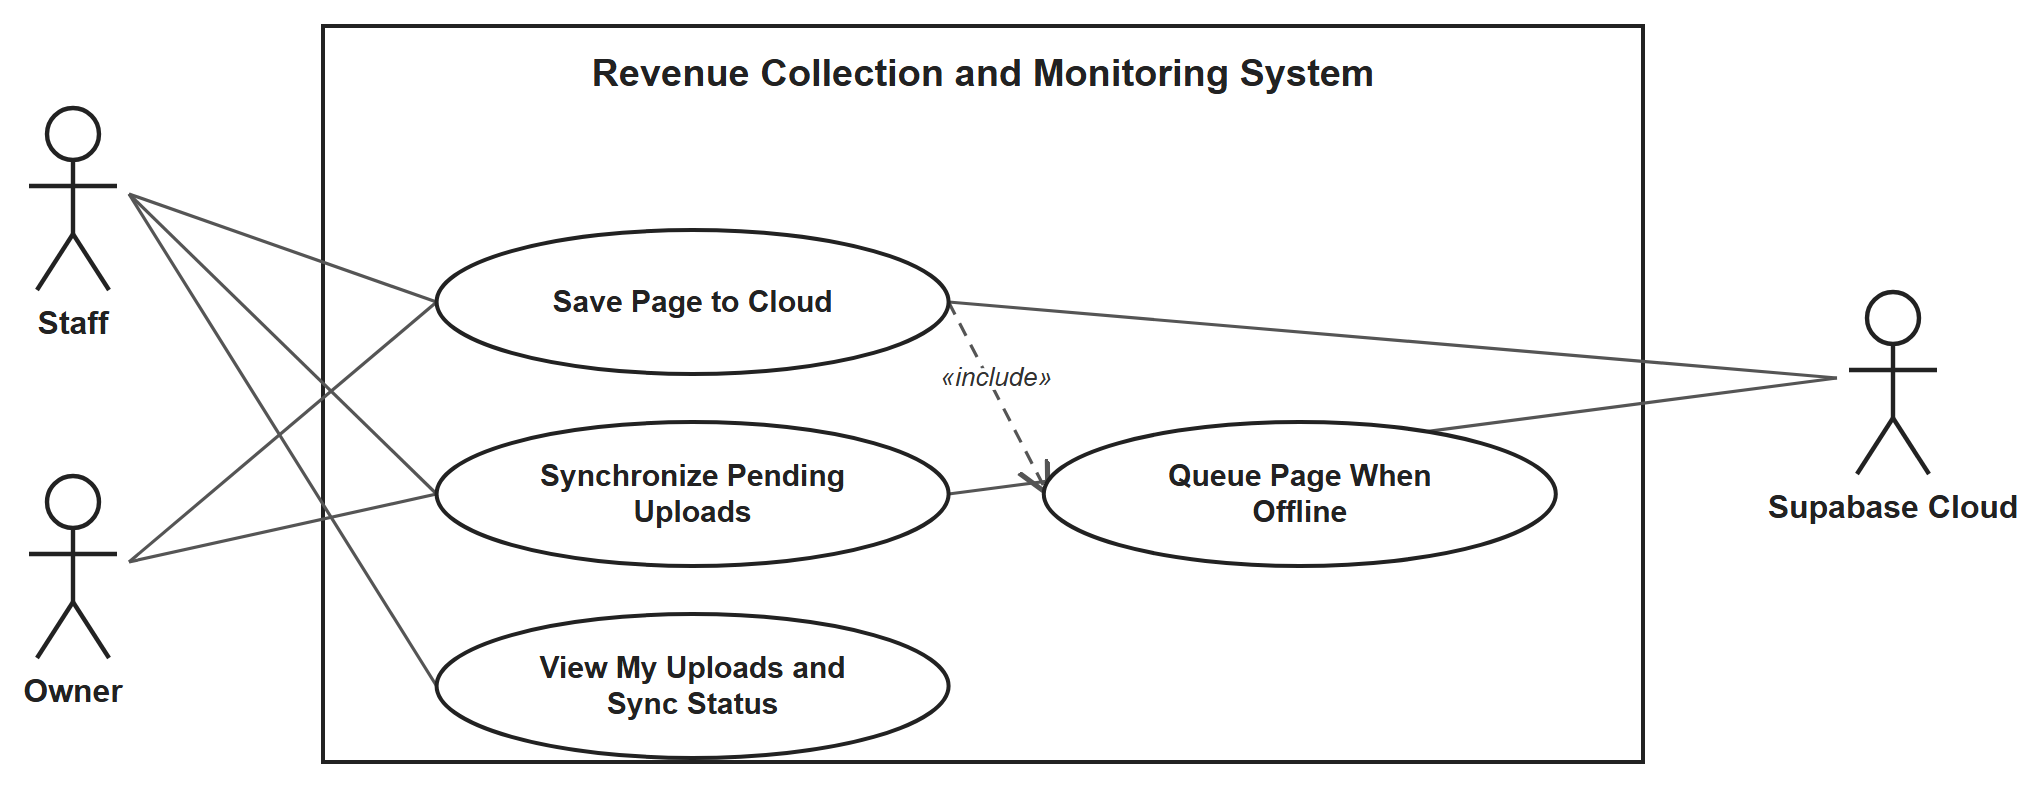 Revenue Collection and Monitoring System
Staff
Owner
Save Page to Cloud
«include»
Synchronize Pending
Uploads
Queue Page When
Offline
View My Uploads and
Sync Status
Supabase Cloud